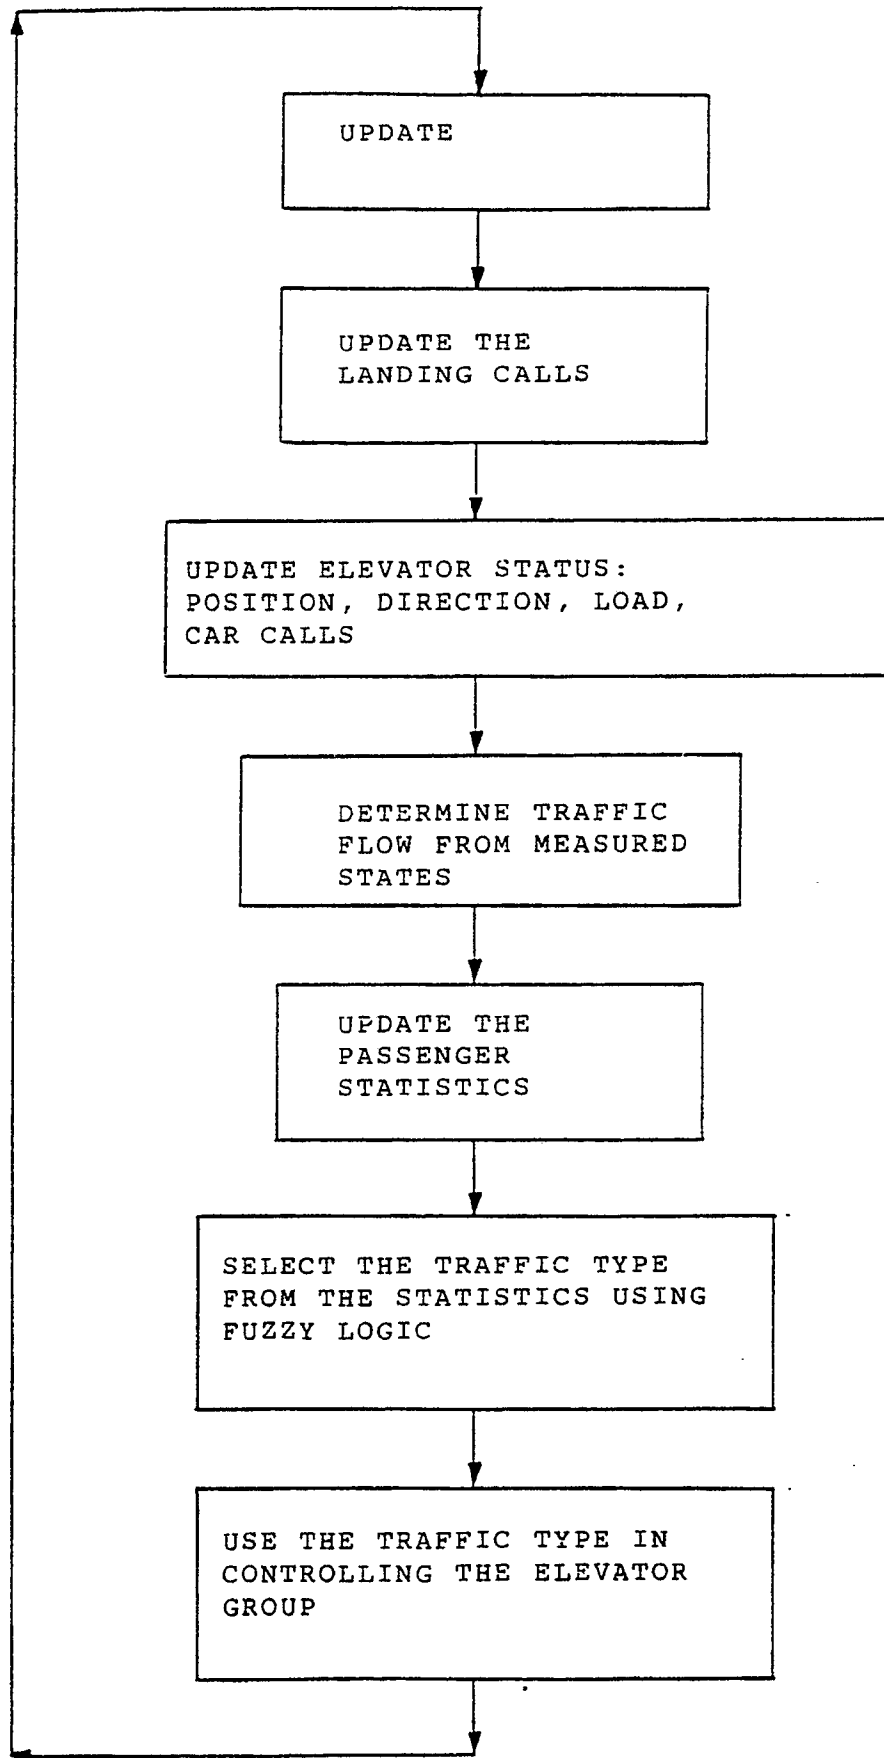 UPDATE
UPDATE THE
LANDING CALLS
UPDATE ELEVATOR STATUS:
POSITION, DIRECTION, LOAD,
CAR CALLS
DETERMINE TRAFFIC
FLOW FROM MEASURED
STATES
UPDATE THE
PASSENGER
STATISTICS
SELECT THE TRAFFIC TYPE
FROM THE STATISTICS USING
FUZZY LOGIC
USE THE TRAFFIC TYPE IN
CONTROLLING THE ELEVATOR
GROUP